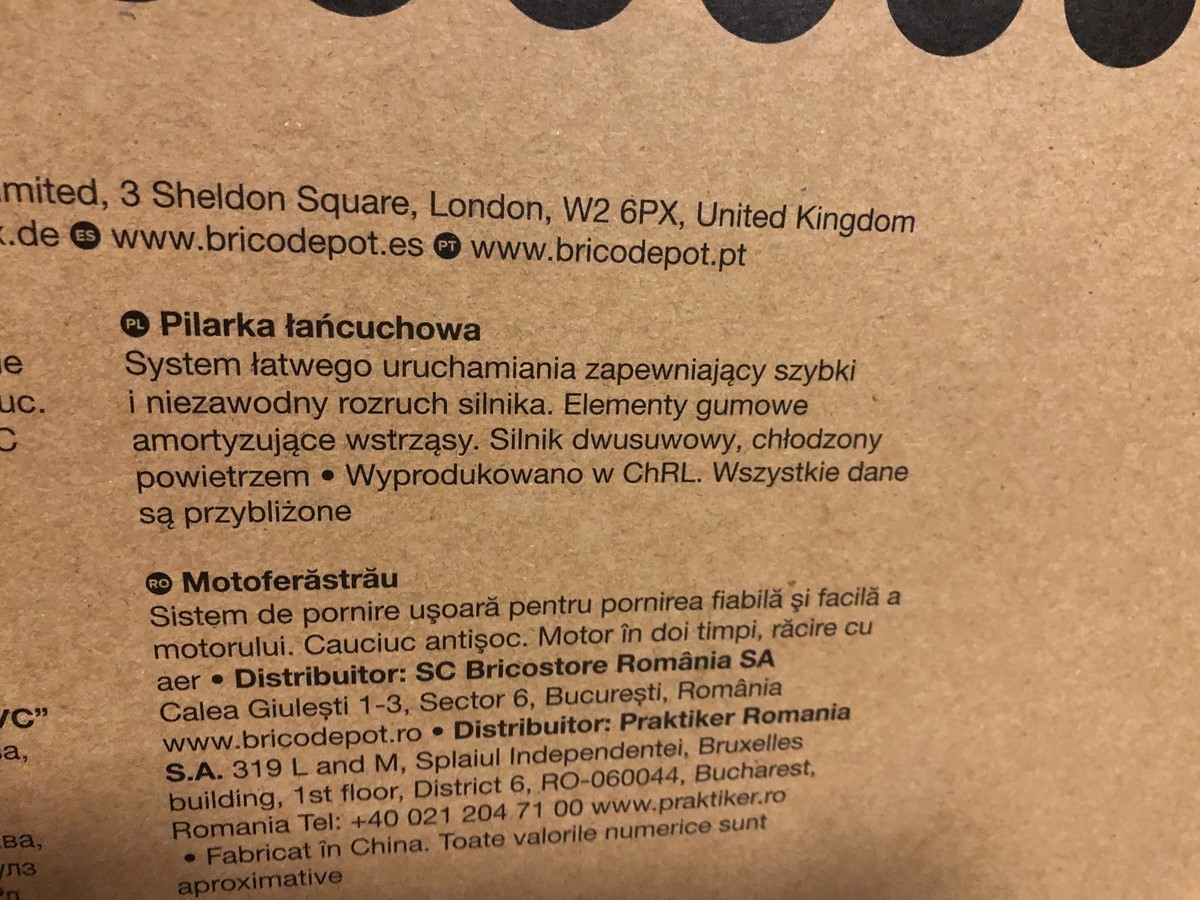 mited, 3 Sheldon Square, London, W2 6PX, United Kingdom
.de ES www.bricodepot.es PT www.bricodepot.pt
PL Pilarka łańcuchowa
System łatwego uruchamiania zapewniający szybki
i niezawodny rozruch silnika. Elementy gumowe
amortyzujące wstrząsy. Silnik dwusuwowy, chłodzony
powietrzem • Wyprodukowano w ChRL. Wszystkie dane
są przybliżone
RO Motoferăstrău
Sistem de pornire uşoară pentru pornirea fiabilă şi facilă a
motorului. Cauciuc antişoc. Motor în doi timpi, răcire cu
aer • Distribuitor: SC Bricostore România SA
Calea Giuleşti 1-3, Sector 6, Bucureşti, România
www.bricodepot.ro • Distribuitor: Praktiker Romania
S.A. 319 L and M, Splaiul Independentei, Bruxelles
building, 1st floor, District 6, RO-060044, Bucharest,
Romania Tel: +40 021 204 71 00 www.praktiker.ro
• Fabricat în China. Toate valorile numerice sunt
aproximative
uc.
С”
ва,